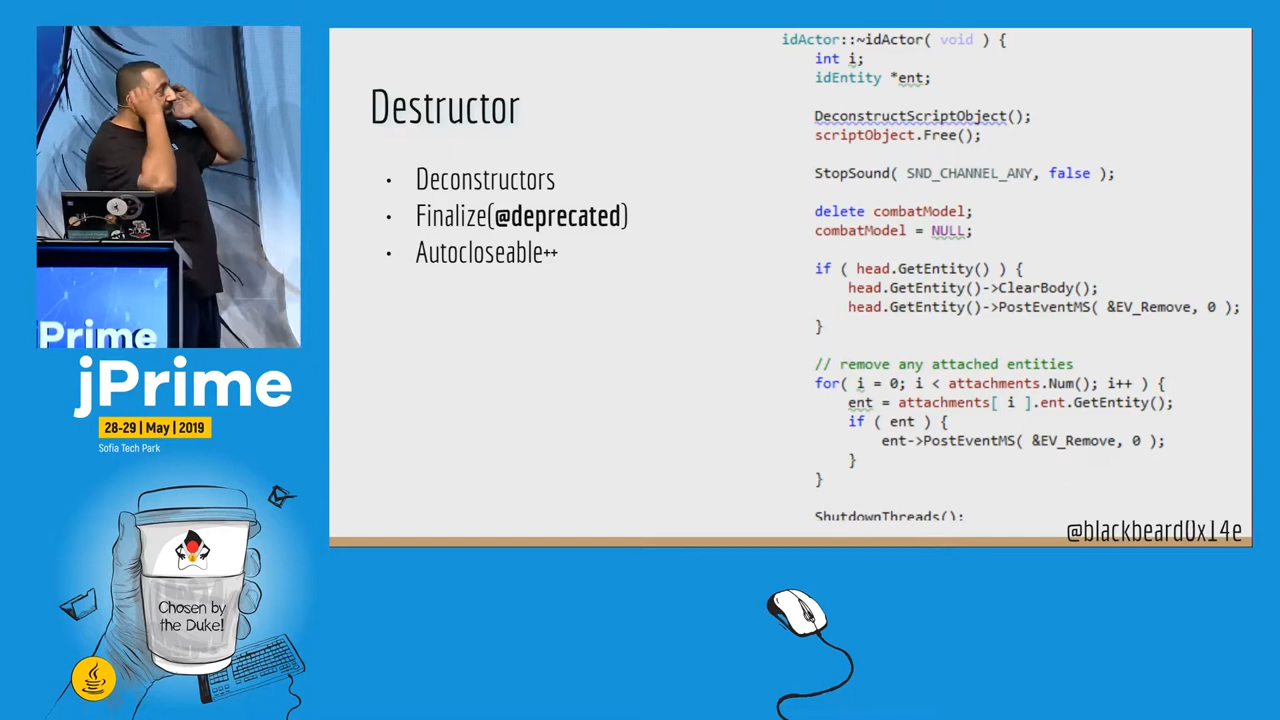 Prime
jPrime
28-29 | May | 2019
Sofia Tech Park
Chosen by
the Duke!
Destructor
• Deconstructors
• Finalize(@deprecated)
• Autocloseable++
idActor::~idActor( void ) {
int i;
idEntity *ent;
DeconstructScriptObject();
scriptObject.Free();
StopSound( SND_CHANNEL_ANY, false );
delete combatModel;
combatModel = NULL;
if ( head.GetEntity() ) {
head.GetEntity()->ClearBody();
head.GetEntity()->PostEventMS( &EV_Remove, 0 );
}
// remove any attached entities
for( i = 0; i < attachments.Num(); i++ ) {
ent = attachments[ i ].ent.GetEntity();
if ( ent ) {
ent->PostEventMS( &EV_Remove, 0 );
}
}
ShutdownThreads();
@blackbeard0x14e